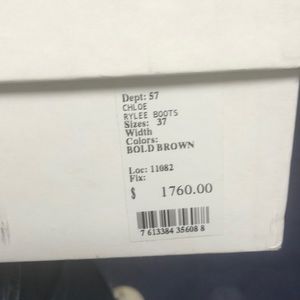 Dept: 57
CHLOE
RYLEE BOOTS
Sizes: 37
Width
Colors:
BOLD BROWN
Loc: 11082
Fix:
$ 1760.00
7 613384 35608 8